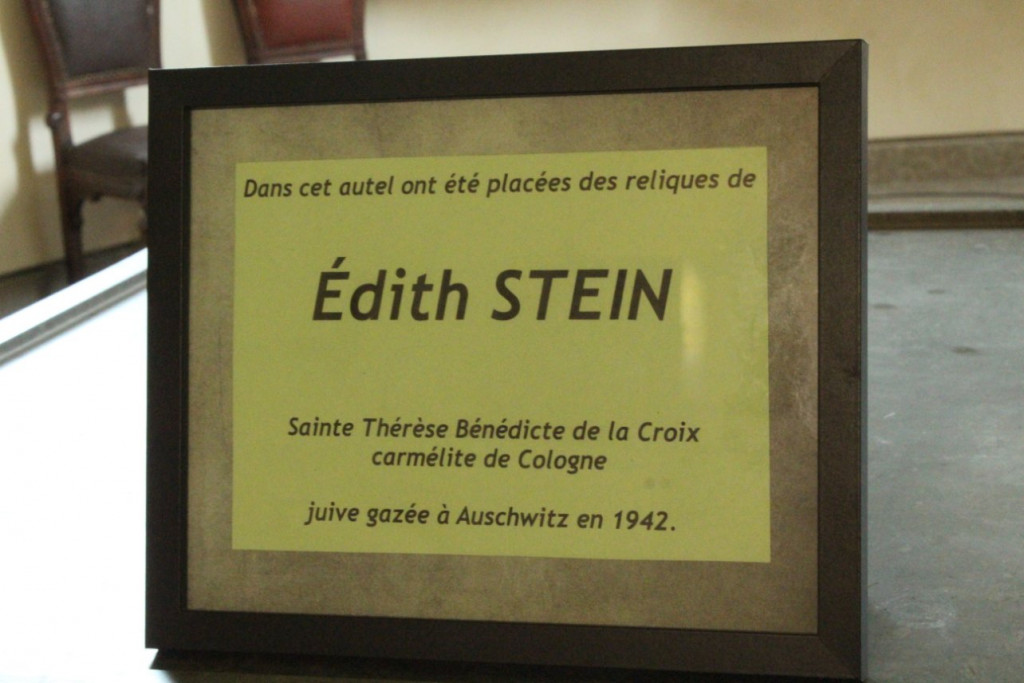 Dans cet autel ont été placées des reliques de
Édith STEIN
Sainte Thérèse Bénédicte de la Croix
carmélite de Cologne
juive gazée à Auschwitz en 1942.